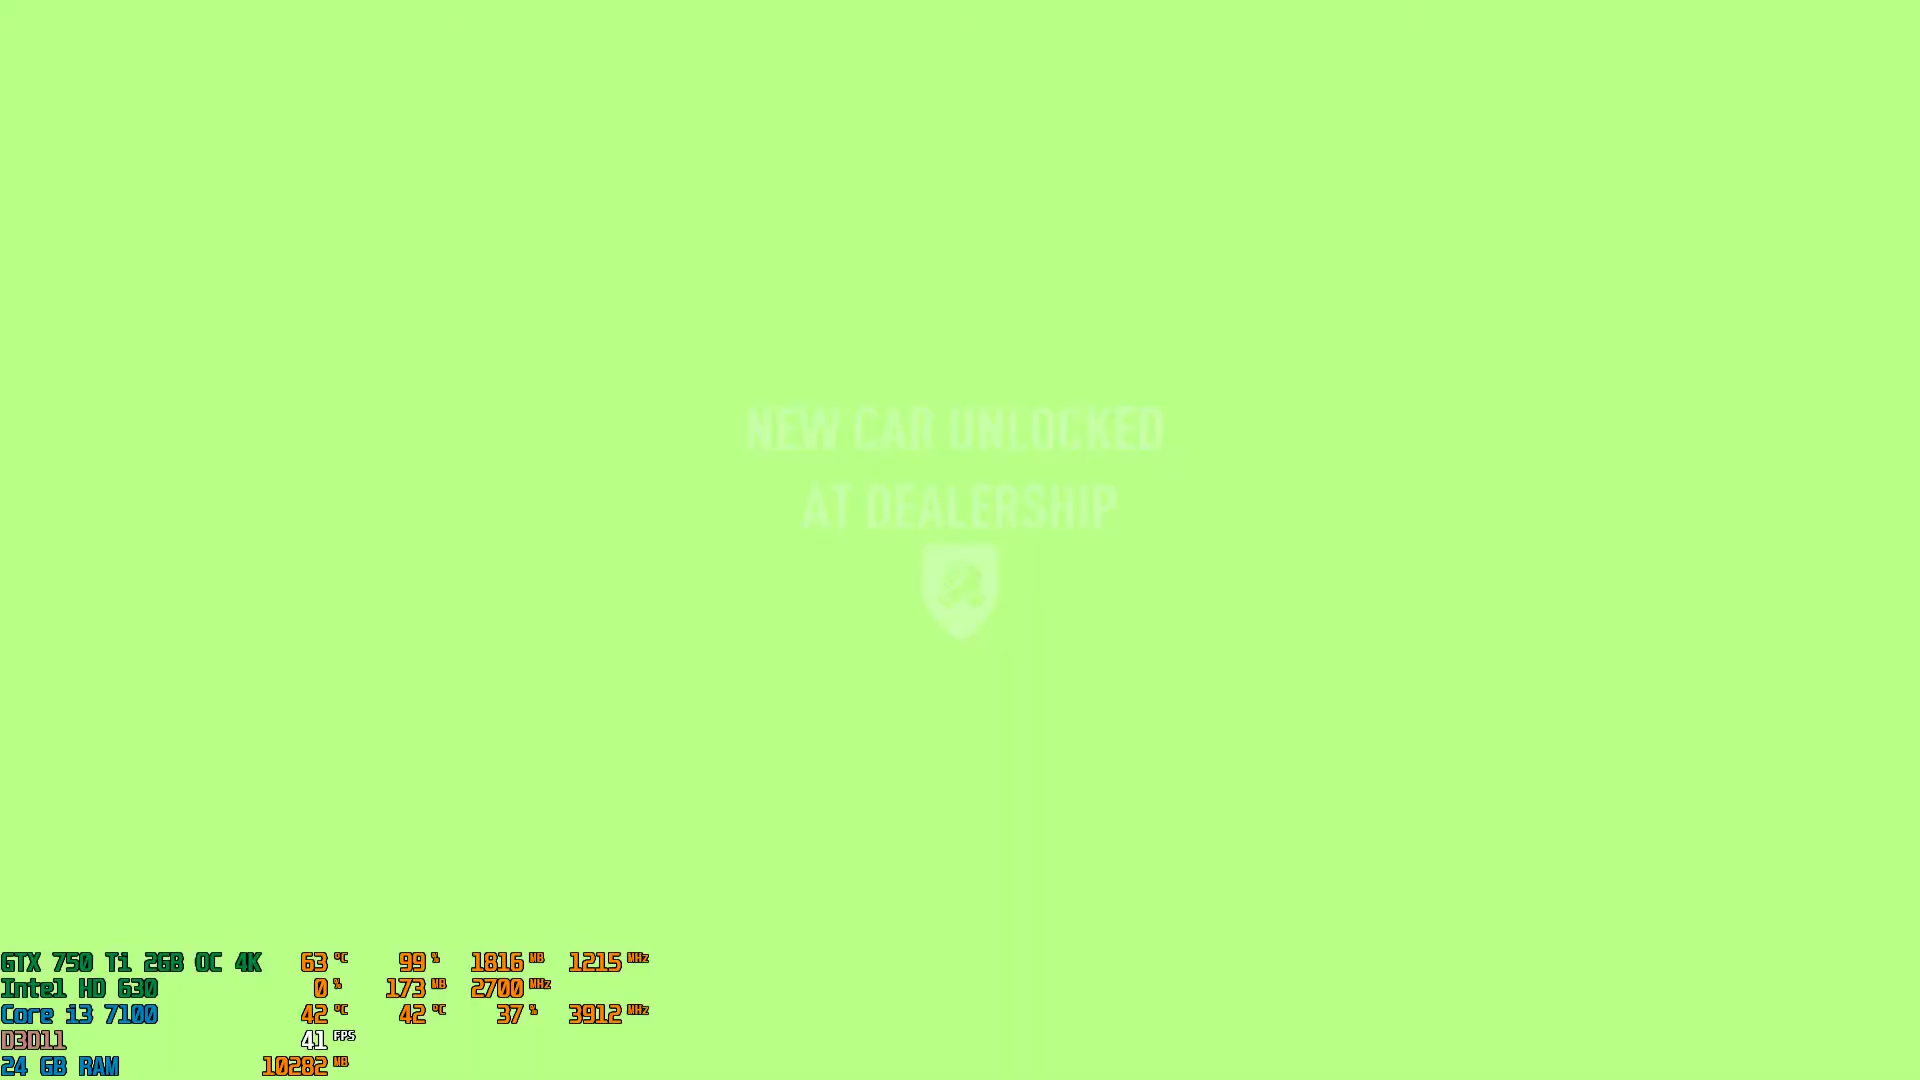 NEW CAR UNLOCKED
AT DEALERSHIP
GTX 750 Ti 2GB OC 4K 63 °C 99 % 1816 MB 1215 MHz
Intel HD 630 0 % 173 MB 2700 MHz
Core i3 7100 42 °C 42 °C 37 % 3912 MHz
D3D11 41 FPS
24 GB RAM 10282 MB